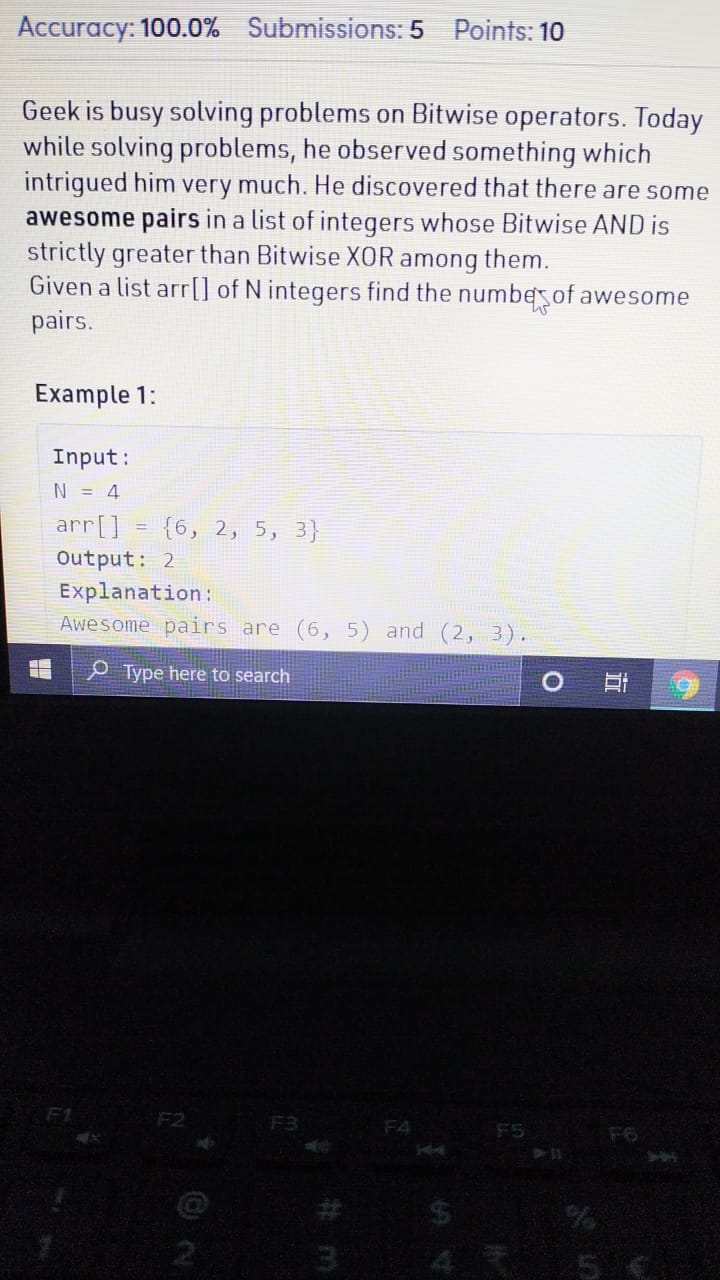 Accuracy: 100.0% Submissions: 5 Points: 10
Geek is busy solving problems on Bitwise operators. Today
while solving problems, he observed something which
intrigued him very much. He discovered that there are some
awesome pairs in a list of integers whose Bitwise AND is
strictly greater than Bitwise XOR among them.
Given a list arr[] of N integers find the number of awesome
pairs.
Example 1:
Input:
N = 4
arr[] = {6, 2, 5, 3}
Output: 2
Explanation:
Awesome pairs are (6, 5) and (2, 3).
Type here to search
F1 F2 F3 F4 F5 F6
! @ # $ %
1 2 3 4 ₹ 5 €